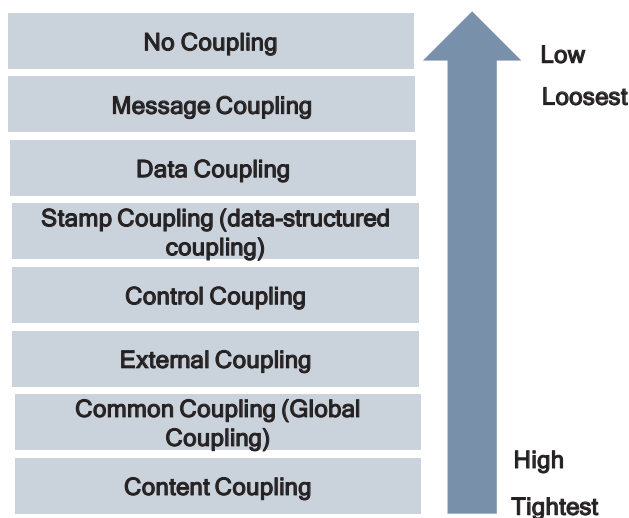 No Coupling
Low
Loosest
Message Coupling
Data Coupling
Stamp Coupling (data-structured
coupling)
Control Coupling
External Coupling
Common Coupling (Global
Coupling)
High
Content Coupling
Tightest